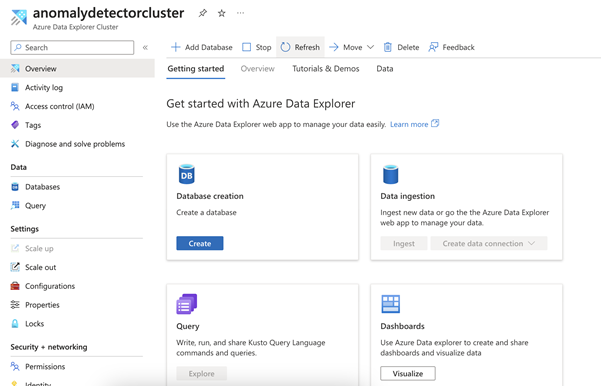 anomalydetectorcluster
Azure Data Explorer Cluster
Search
Overview
Activity log
Access control (IAM)
Tags
Diagnose and solve problems
Data
Databases
Query
Settings
Scale up
Scale out
Configurations
Properties
Locks
Security + networking
Permissions
Identity
Add Database
Stop
Refresh
Move
Delete
Feedback
Getting started
Overview
Tutorials & Demos
Data
Get started with Azure Data Explorer
Use the Azure Data Explorer web app to manage your data easily. Learn more
DB
Database creation
Create a database
Create
Data ingestion
Ingest new data or go the the Azure Data Explorer
web app to manage your data.
Ingest
Create data connection
Query
Write, run, and share Kusto Query Language
commands and queries.
Explore
Dashboards
Use Azure Data explorer to create and share
dashboards and visualize data
Visualize